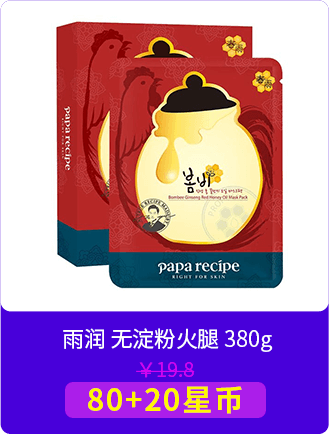 papa recipe
봄비
Bombee Ginseng Red Honey Oil Mask Pack
papa recipe
RIGHT FOR SKIN
雨润 无淀粉火腿 380g
￥19.8
80+20星币